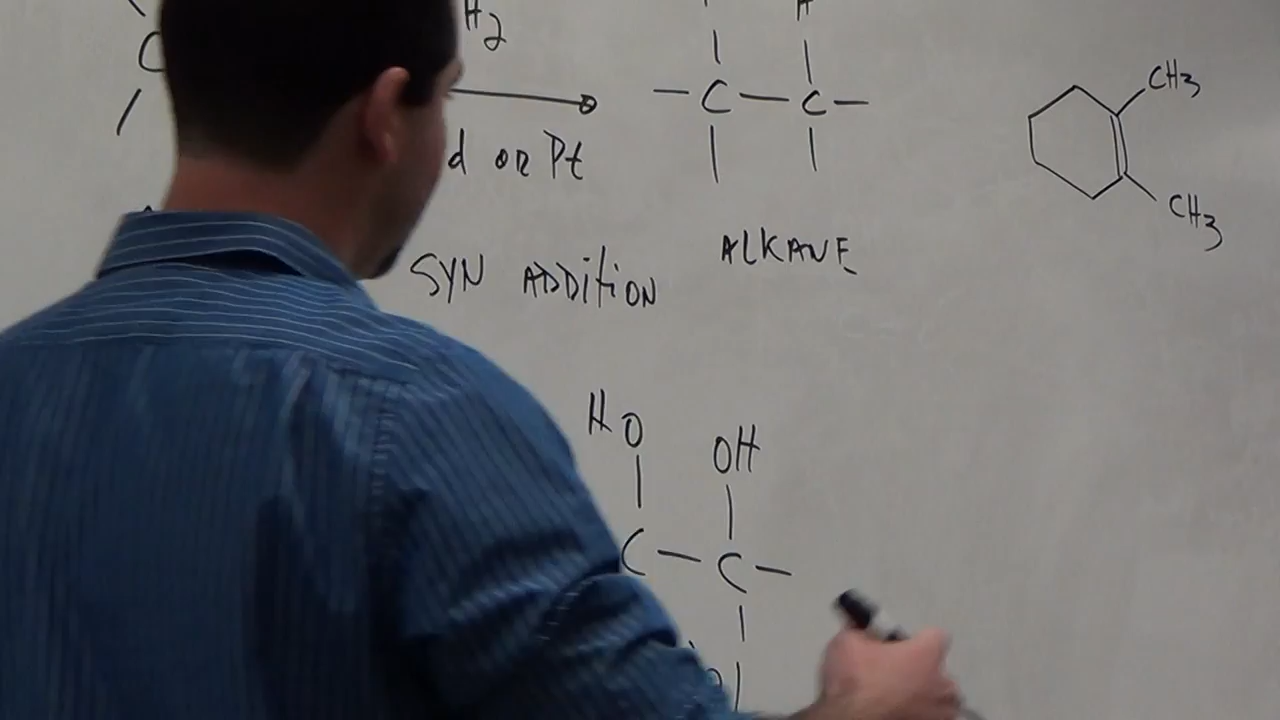 H2
H
C
C — C —
d or Pt
CH3
CH3
SYN ADDITION
ALKANE
HO OH
C — C —